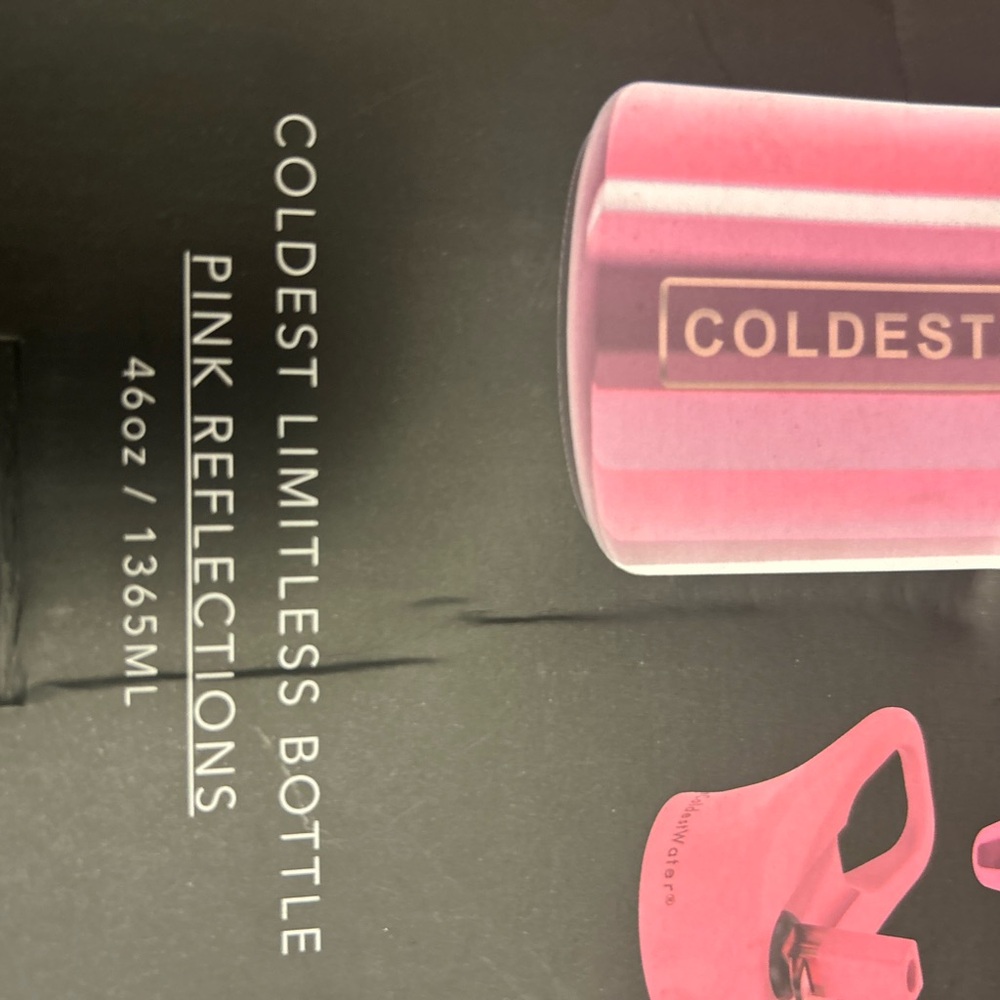 COLDEST LIMITLESS BOTTLE
PINK REFLECTIONS
46oz / 1365ML
COLDEST
ColdestWater®